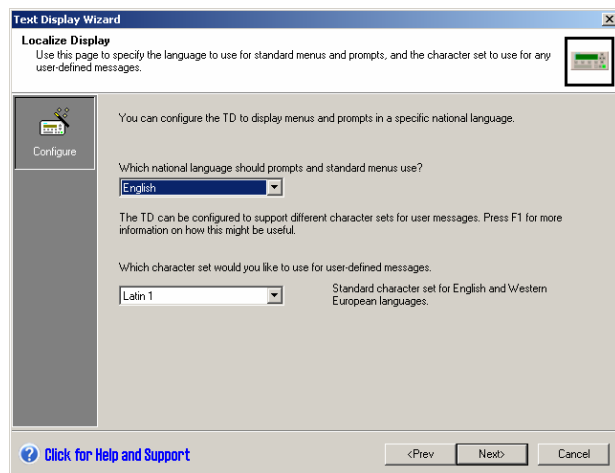 Text Display Wizard
Localize Display
Use this page to specify the language to use for standard menus and prompts, and the character set to use for any
user-defined messages.
Configure
You can configure the TD to display menus and prompts in a specific national language.
Which national language should prompts and standard menus use?
English
The TD can be configured to support different character sets for user messages. Press F1 for more
information on how this might be useful.
Which character set would you like to use for user-defined messages.
Latin 1
Standard character set for English and Western
European languages.
Click for Help and Support
<Prev
Next>
Cancel